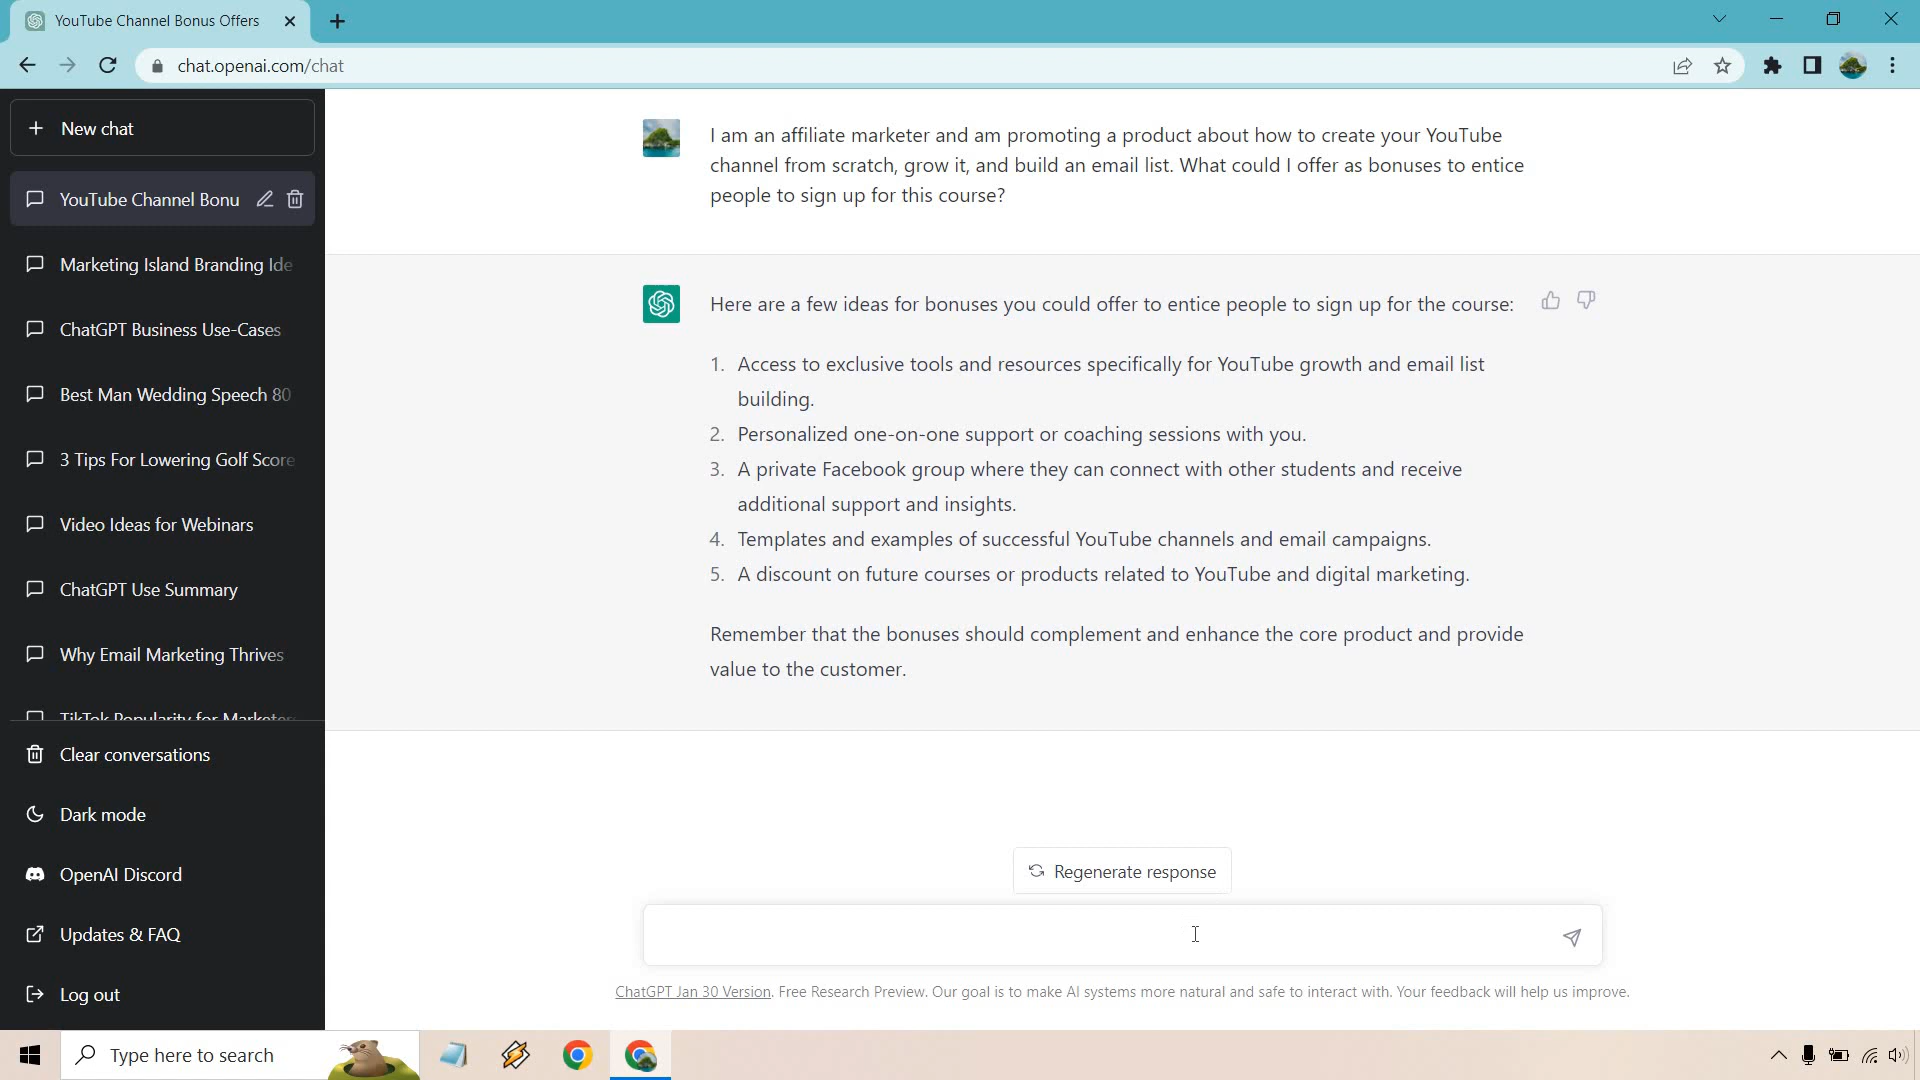 YouTube Channel Bonus Offers
chat.openai.com/chat
New chat
YouTube Channel Bonu
Marketing Island Branding Ide
ChatGPT Business Use-Cases
Best Man Wedding Speech 80
3 Tips For Lowering Golf Score
Video Ideas for Webinars
ChatGPT Use Summary
Why Email Marketing Thrives
TikTok Popularity for Marketer
Clear conversations
Dark mode
OpenAI Discord
Updates & FAQ
Log out
I am an affiliate marketer and am promoting a product about how to create your YouTube
channel from scratch, grow it, and build an email list. What could I offer as bonuses to entice
people to sign up for this course?
Here are a few ideas for bonuses you could offer to entice people to sign up for the course:
1. Access to exclusive tools and resources specifically for YouTube growth and email list
building.
2. Personalized one-on-one support or coaching sessions with you.
3. A private Facebook group where they can connect with other students and receive
additional support and insights.
4. Templates and examples of successful YouTube channels and email campaigns.
5. A discount on future courses or products related to YouTube and digital marketing.
Remember that the bonuses should complement and enhance the core product and provide
value to the customer.
Regenerate response
ChatGPT Jan 30 Version. Free Research Preview. Our goal is to make AI systems more natural and safe to interact with. Your feedback will help us improve.
Type here to search